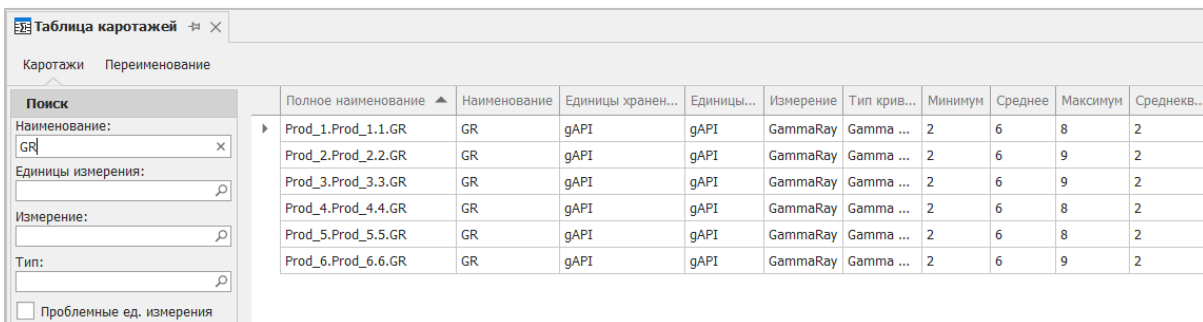 Таблица каротажей
Каротажи Переименование
Поиск
Наименование:
GR
Единицы измерения:
Измерение:
Тип:
Проблемные ед. измерения
Полное наименование Наименование Единицы хранен... Единицы... Измерение Тип крив... Минимум Среднее Максимум Среднекв...
Prod_1.Prod_1.1.GR GR gAPI gAPI GammaRay Gamma ... 2 6 8 2
Prod_2.Prod_2.2.GR GR gAPI gAPI GammaRay Gamma ... 2 6 9 2
Prod_3.Prod_3.3.GR GR gAPI gAPI GammaRay Gamma ... 2 6 9 2
Prod_4.Prod_4.4.GR GR gAPI gAPI GammaRay Gamma ... 2 6 8 2
Prod_5.Prod_5.5.GR GR gAPI gAPI GammaRay Gamma ... 2 6 8 2
Prod_6.Prod_6.6.GR GR gAPI gAPI GammaRay Gamma ... 2 6 9 2